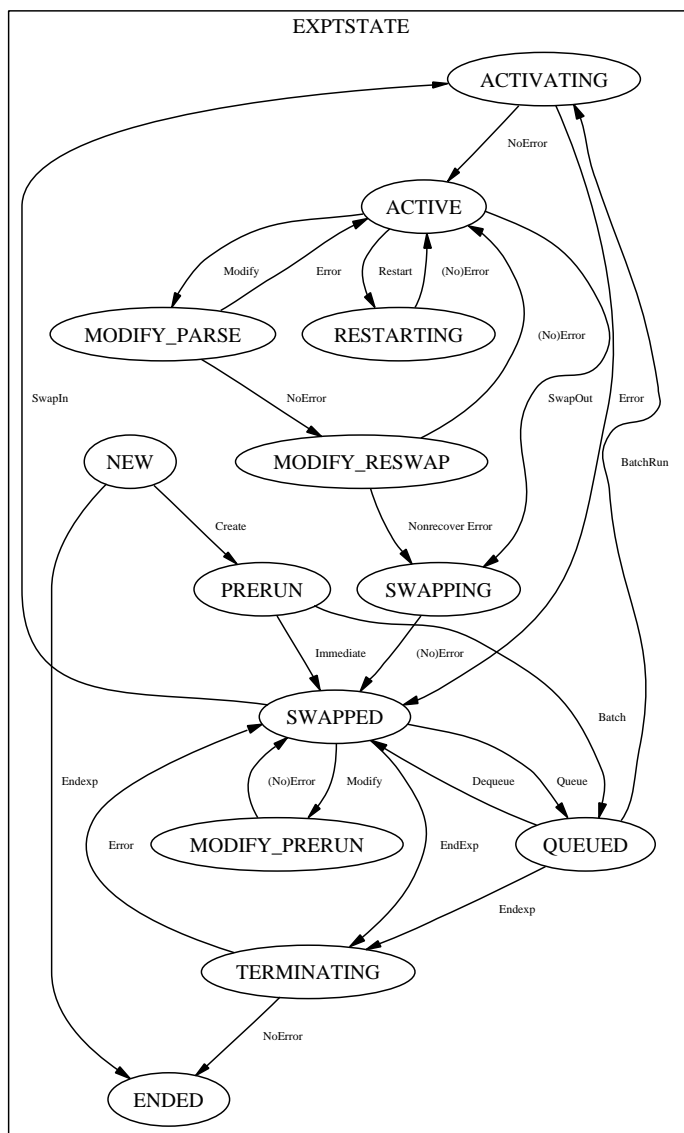 EXPTSTATE
ACTIVATING
NoError
ACTIVE
Modify
Error
Restart
(No)Error
MODIFY_PARSE
RESTARTING
(No)Error
SwapIn
NoError
SwapOut
Error
MODIFY_RESWAP
BatchRun
NEW
Create
Nonrecover Error
PRERUN
SWAPPING
Immediate
(No)Error
SWAPPED
Batch
Endexp
(No)Error
Modify
Dequeue
Queue
Error
MODIFY_PRERUN
EndExp
QUEUED
Endexp
TERMINATING
NoError
ENDED